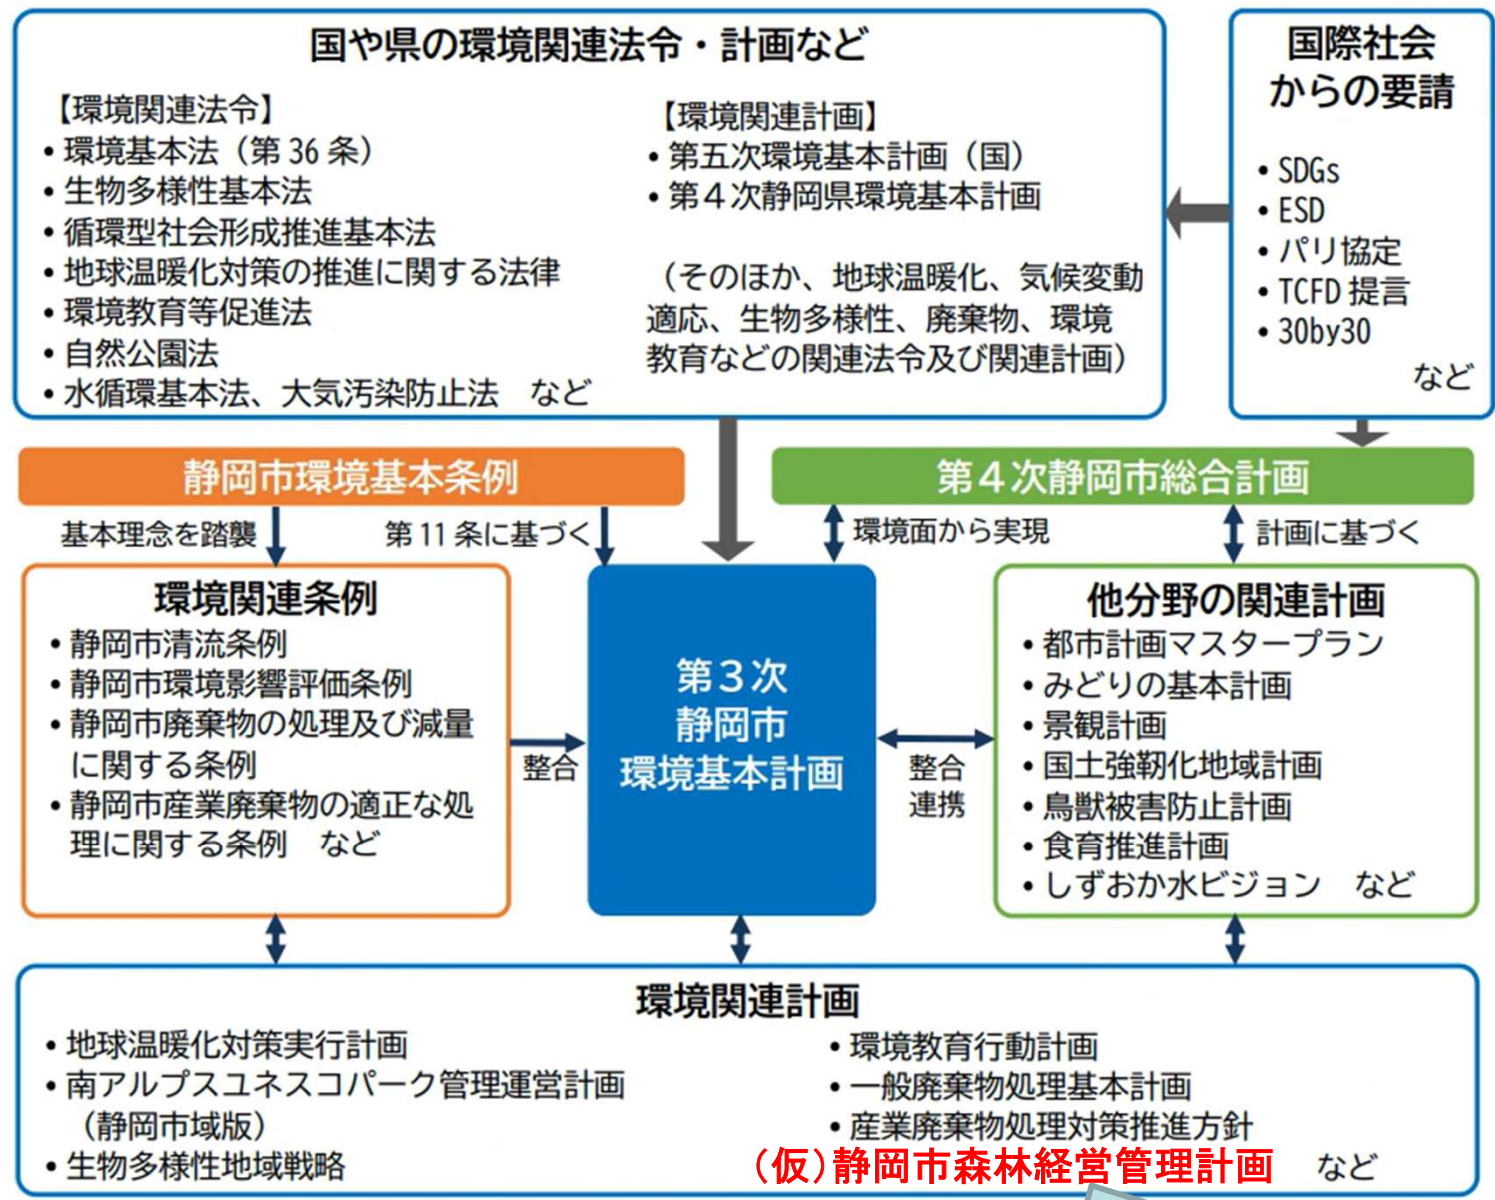 国や県の環境関連法令・計画など
【環境関連法令】
• 環境基本法（第 36 条）
• 生物多様性基本法
• 循環型社会形成推進基本法
• 地球温暖化対策の推進に関する法律
• 環境教育等促進法
• 自然公園法
• 水循環基本法、大気汚染防止法　など
【環境関連計画】
• 第五次環境基本計画（国）
• 第４次静岡県環境基本計画
（そのほか、地球温暖化、気候変動
適応、生物多様性、廃棄物、環境
教育などの関連法令及び関連計画）
国際社会
からの要請
• SDGs
• ESD
• パリ協定
• TCFD 提言
• 30by30
など
静岡市環境基本条例
第４次静岡市総合計画
基本理念を踏襲
第 11 条に基づく
環境面から実現
計画に基づく
環境関連条例
• 静岡市清流条例
• 静岡市環境影響評価条例
• 静岡市廃棄物の処理及び減量
に関する条例
• 静岡市産業廃棄物の適正な処
理に関する条例　など
整合
第３次
静岡市
環境基本計画
整合
連携
他分野の関連計画
• 都市計画マスタープラン
• みどりの基本計画
• 景観計画
• 国土強靭化地域計画
• 鳥獣被害防止計画
• 食育推進計画
• しずおか水ビジョン　など
環境関連計画
• 地球温暖化対策実行計画
• 南アルプスユネスコパーク管理運営計画
（静岡市域版）
• 生物多様性地域戦略
• 環境教育行動計画
• 一般廃棄物処理基本計画
• 産業廃棄物処理対策推進方針
（仮）静岡市森林経営管理計画　など